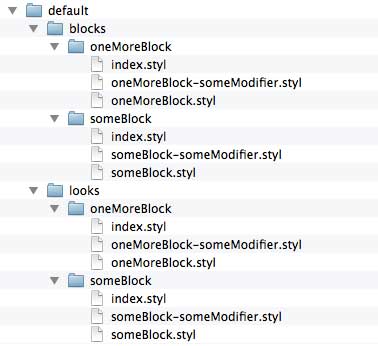 default
blocks
oneMoreBlock
index.styl
oneMoreBlock-someModifier.styl
oneMoreBlock.styl
someBlock
index.styl
someBlock-someModifier.styl
someBlock.styl
looks
oneMoreBlock
index.styl
oneMoreBlock-someModifier.styl
oneMoreBlock.styl
someBlock
index.styl
someBlock-someModifier.styl
someBlock.styl